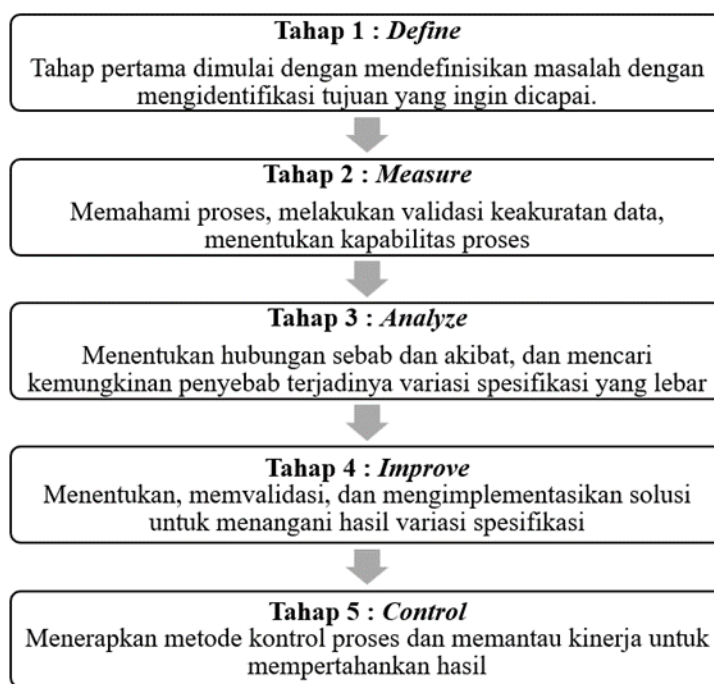 Tahap 1 : Define
Tahap pertama dimulai dengan mendefinisikan masalah dengan
mengidentifikasi tujuan yang ingin dicapai.
Tahap 2 : Measure
Memahami proses, melakukan validasi keakuratan data,
menentukan kapabilitas proses
Tahap 3 : Analyze
Menentukan hubungan sebab dan akibat, dan mencari
kemungkinan penyebab terjadinya variasi spesifikasi yang lebar
Tahap 4 : Improve
Menentukan, memvalidasi, dan mengimplementasikan solusi
untuk menangani hasil variasi spesifikasi
Tahap 5 : Control
Menerapkan metode kontrol proses dan memantau kinerja untuk
mempertahankan hasil